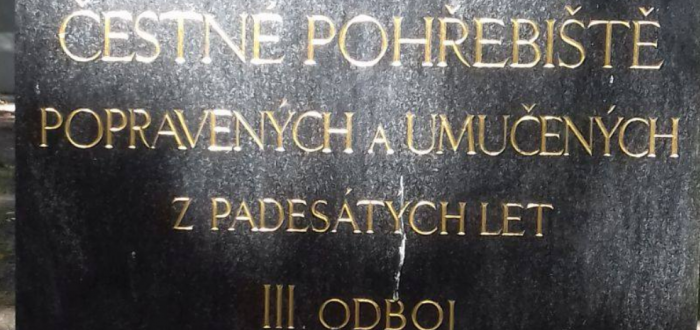 ČESTNÉ POHŘEBIŠTĚ
POPRAVENÝCH A UMUČENÝCH
Z PADESÁTÝCH LET
III. ODBOJ